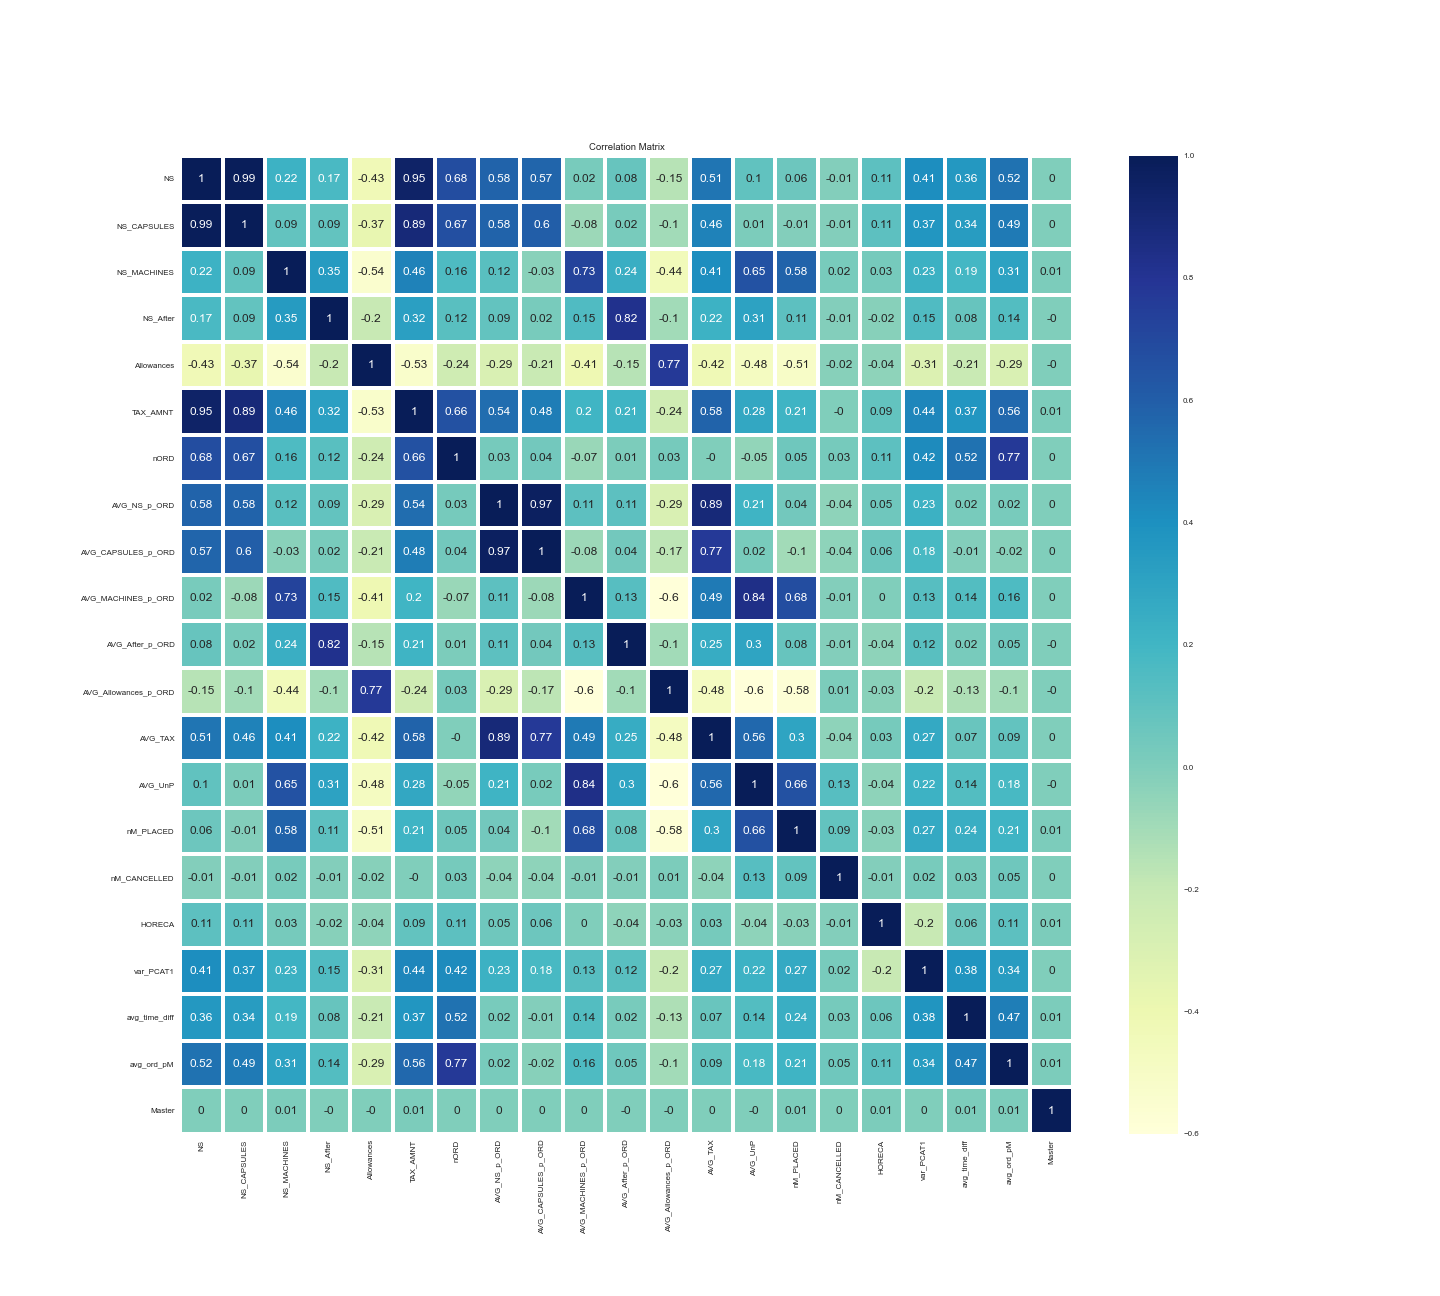 Correlation Matrix
NS 1 0.99 0.22 0.17 -0.43 0.95 0.68 0.58 0.57 0.02 0.08 -0.15 0.51 0.1 0.06 -0.01 0.11 0.41 0.36 0.52 0
NS_CAPSULES 0.99 1 0.09 0.09 -0.37 0.89 0.67 0.58 0.6 -0.08 0.02 -0.1 0.46 0.01 -0.01 -0.01 0.11 0.37 0.34 0.49 0
NS_MACHINES 0.22 0.09 1 0.35 -0.54 0.46 0.16 0.12 -0.03 0.73 0.24 -0.44 0.41 0.65 0.58 0.02 0.03 0.23 0.19 0.31 0.01
NS_After 0.17 0.09 0.35 1 -0.2 0.32 0.12 0.09 0.02 0.15 0.82 -0.1 0.22 0.31 0.11 -0.01 -0.02 0.15 0.08 0.14 -0
Allowances -0.43 -0.37 -0.54 -0.2 1 -0.53 -0.24 -0.29 -0.21 -0.41 -0.15 0.77 -0.42 -0.48 -0.51 -0.02 -0.04 -0.31 -0.21 -0.29 -0
TAX_AMNT 0.95 0.89 0.46 0.32 -0.53 1 0.66 0.54 0.48 0.2 0.21 -0.24 0.58 0.28 0.21 -0 0.09 0.44 0.37 0.56 0.01
nORD 0.68 0.67 0.16 0.12 -0.24 0.66 1 0.03 0.04 -0.07 0.01 0.03 -0 -0.05 0.05 0.03 0.11 0.42 0.52 0.77 0
AVG_NS_p_ORD 0.58 0.58 0.12 0.09 -0.29 0.54 0.03 1 0.97 0.11 0.11 -0.29 0.89 0.21 0.04 -0.04 0.05 0.23 0.02 0.02 0
AVG_CAPSULES_p_ORD 0.57 0.6 -0.03 0.02 -0.21 0.48 0.04 0.97 1 -0.08 0.04 -0.17 0.77 0.02 -0.1 -0.04 0.06 0.18 -0.01 -0.02 0
AVG_MACHINES_p_ORD 0.02 -0.08 0.73 0.15 -0.41 0.2 -0.07 0.11 -0.08 1 0.13 -0.6 0.49 0.84 0.68 -0.01 0 0.13 0.14 0.16 0
AVG_After_p_ORD 0.08 0.02 0.24 0.82 -0.15 0.21 0.01 0.11 0.04 0.13 1 -0.1 0.25 0.3 0.08 -0.01 -0.04 0.12 0.02 0.05 -0
AVG_Allowances_p_ORD -0.15 -0.1 -0.44 -0.1 0.77 -0.24 0.03 -0.29 -0.17 -0.6 -0.1 1 -0.48 -0.6 -0.58 0.01 -0.03 -0.2 -0.13 -0.1 -0
AVG_TAX 0.51 0.46 0.41 0.22 -0.42 0.58 -0 0.89 0.77 0.49 0.25 -0.48 1 0.56 0.3 -0.04 0.03 0.27 0.07 0.09 0
AVG_UnP 0.1 0.01 0.65 0.31 -0.48 0.28 -0.05 0.21 0.02 0.84 0.3 -0.6 0.56 1 0.66 0.13 -0.04 0.22 0.14 0.18 -0
nM_PLACED 0.06 -0.01 0.58 0.11 -0.51 0.21 0.05 0.04 -0.1 0.68 0.08 -0.58 0.3 0.66 1 0.09 -0.03 0.27 0.24 0.21 0.01
nM_CANCELLED -0.01 -0.01 0.02 -0.01 -0.02 -0 0.03 -0.04 -0.04 -0.01 -0.01 0.01 -0.04 0.13 0.09 1 -0.01 0.02 0.03 0.05 0
HORECA 0.11 0.11 0.03 -0.02 -0.04 0.09 0.11 0.05 0.06 0 -0.04 -0.03 0.03 -0.04 -0.03 -0.01 1 -0.2 0.06 0.11 0.01
var_PCAT1 0.41 0.37 0.23 0.15 -0.31 0.44 0.42 0.23 0.18 0.13 0.12 -0.2 0.27 0.22 0.27 0.02 -0.2 1 0.38 0.34 0
avg_time_diff 0.36 0.34 0.19 0.08 -0.21 0.37 0.52 0.02 -0.01 0.14 0.02 -0.13 0.07 0.14 0.24 0.03 0.06 0.38 1 0.47 0.01
avg_ord_pM 0.52 0.49 0.31 0.14 -0.29 0.56 0.77 0.02 -0.02 0.16 0.05 -0.1 0.09 0.18 0.21 0.05 0.11 0.34 0.47 1 0.01
Master 0 0 0.01 -0 -0 0.01 0 0 0 0 -0 -0 0 -0 0.01 0 0.01 0 0.01 0.01 1
NS
NS_CAPSULES
NS_MACHINES
NS_After
Allowances
TAX_AMNT
nORD
AVG_NS_p_ORD
AVG_CAPSULES_p_ORD
AVG_MACHINES_p_ORD
AVG_After_p_ORD
AVG_Allowances_p_ORD
AVG_TAX
AVG_UnP
nM_PLACED
nM_CANCELLED
HORECA
var_PCAT1
avg_time_diff
avg_ord_pM
Master
1.0
0.8
0.6
0.4
0.2
0.0
−0.2
−0.4
−0.6